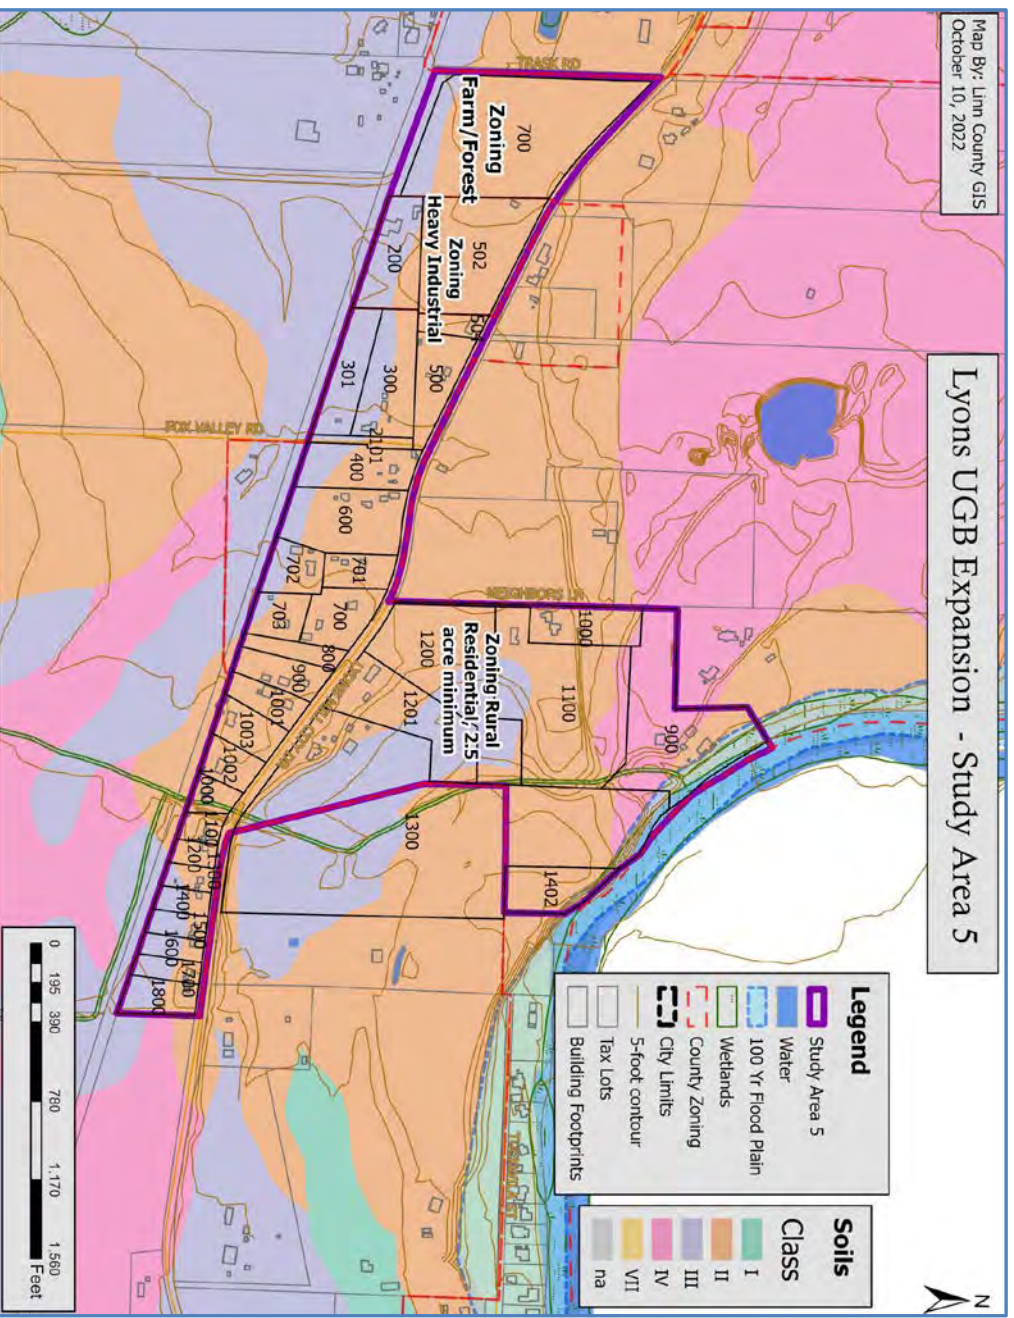 Lyons UGB Expansion - Study Area 5
Map By: Linn County GIS
October 10, 2022
N
Legend
Study Area 5
Water
100 Yr Flood Plain
Wetlands
County Zoning
City Limits
5-foot contour
Tax Lots
Building Footprints
Soils
Class
I
II
III
IV
VII
na
TRASK RD
700
Zoning
Farm/Forest
502
Zoning
Heavy Industrial
200
500
300
301
FOX VALLEY RD
2101
400
600
701
702
700
703
NEIGHBORS LN
1000
900
1100
1200
Zoning Rural
Residential/ 2.5
acre minimum
1201
1300
1402
800
900
1001
1003
1002
1000
1100
1200
1300
1400
1500
1600
1700
1800
0 195 390 780 1,170 1,560
Feet